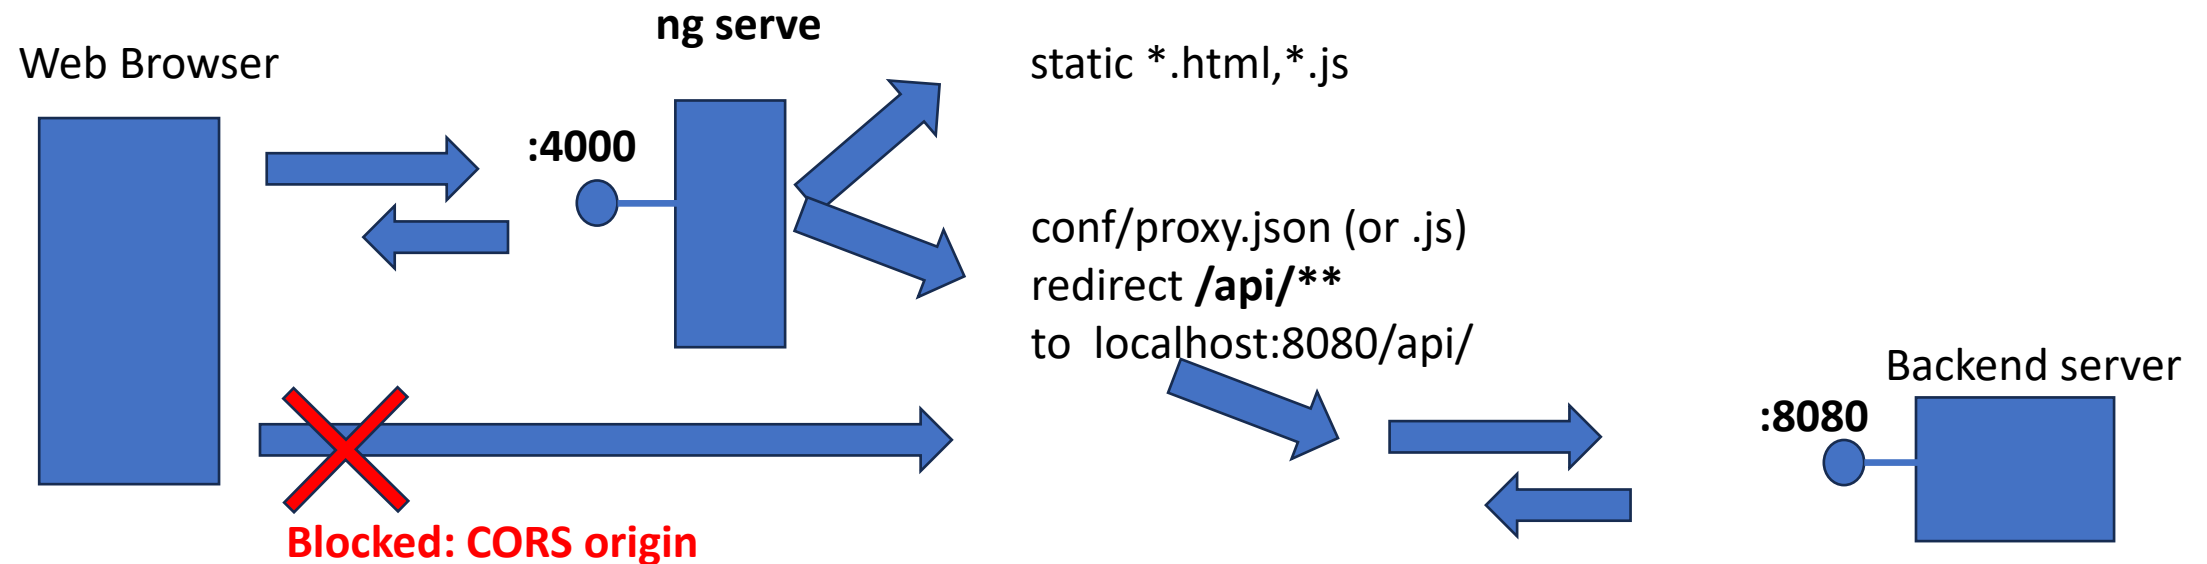 ng serve
Web Browser
static *.html,*.js
:4000
conf/proxy.json (or .js)
redirect /api/**
to localhost:8080/api/
Backend server
:8080
Blocked: CORS origin